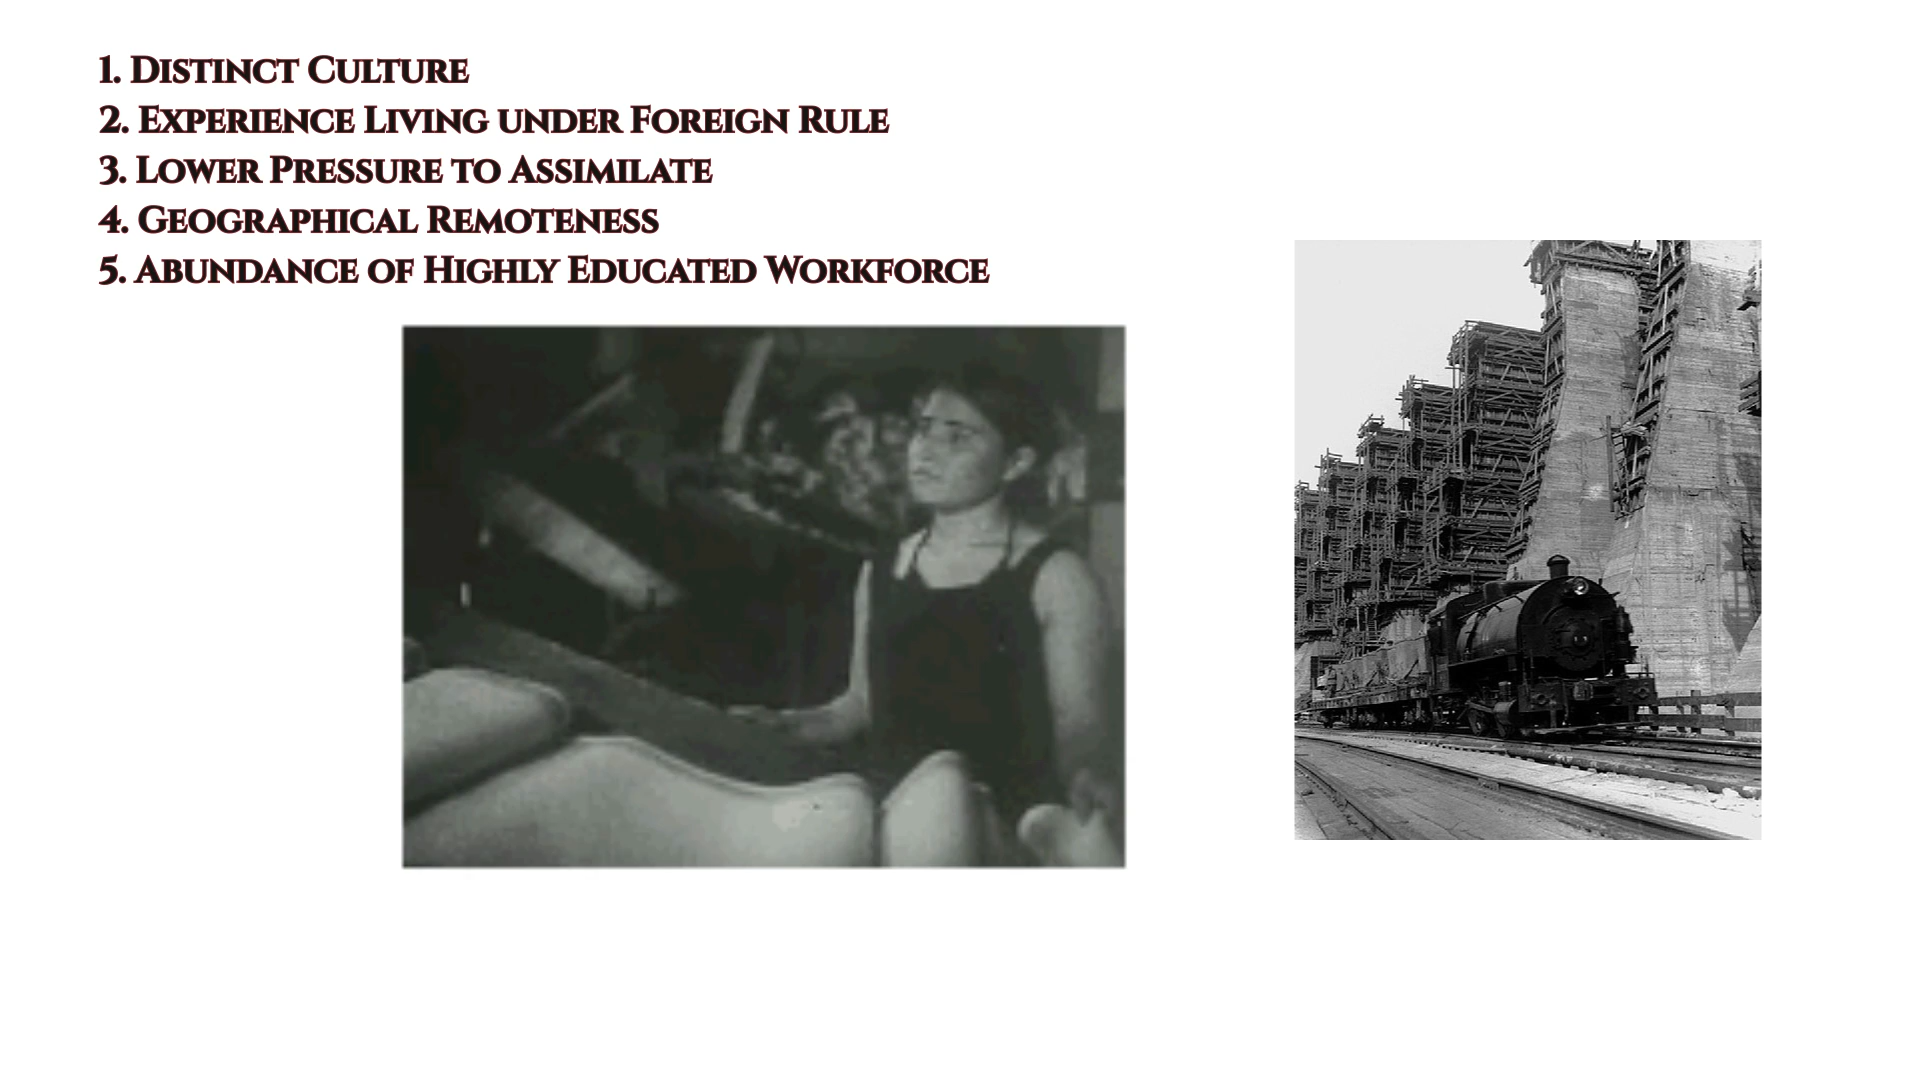 1. Distinct Culture
2. Experience Living under Foreign Rule
3. Lower Pressure to Assimilate
4. Geographical Remoteness
5. Abundance of Highly Educated Workforce